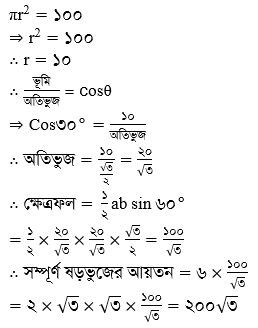 πr² = ১০০
⇒ r² = ১০০
∴ r = ১০
∴ ভূমি/অতিভুজ = cosθ
⇒ Cos৩০° = ১০/অতিভুজ
∴ অতিভুজ = ১০/(√৩/২) = ২০/√৩
∴ ক্ষেত্রফল = ১/২ ab sin ৬০°
= ১/২ × ২০/√৩ × ২০/√৩ × √৩/২ = ১০০/√৩
∴ সম্পূর্ণ ষড়ভুজের আয়তন = ৬ × ১০০/√৩
= ২ × √৩ × √৩ × ১০০/√৩ = ২০০√৩